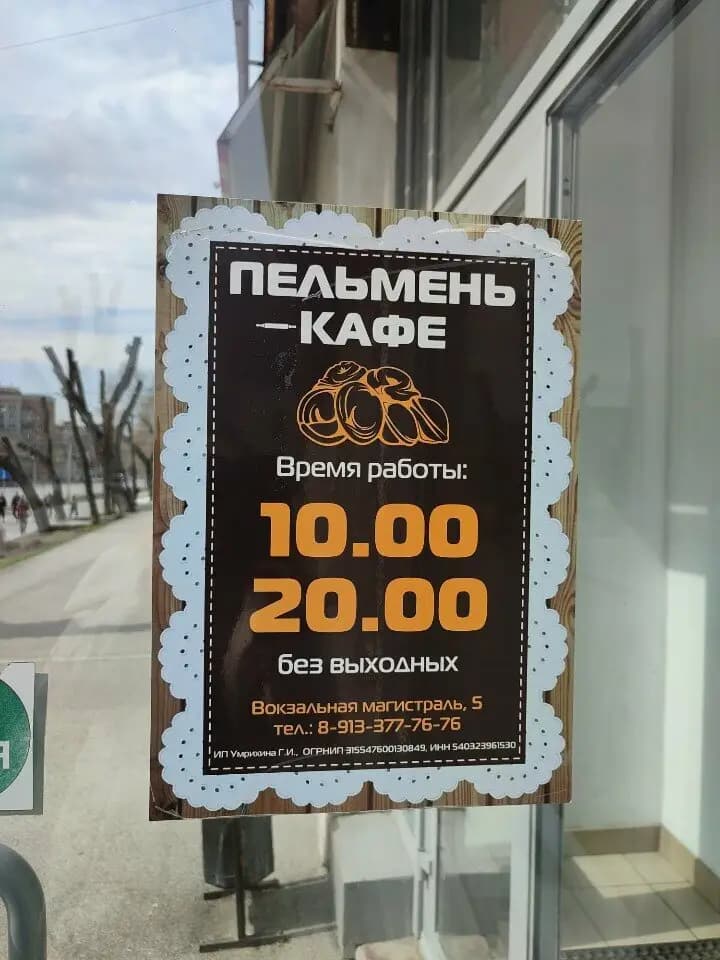 ПЕЛЬМЕНЬ
—КАФЕ
Время работы:
10.00
20.00
без выходных
Вокзальная магистраль, 5
тел.: 8-913-377-76-76
ИП Умрихина Г.И., ОГРНИП 315547600130849, ИНН 540323961530
Я